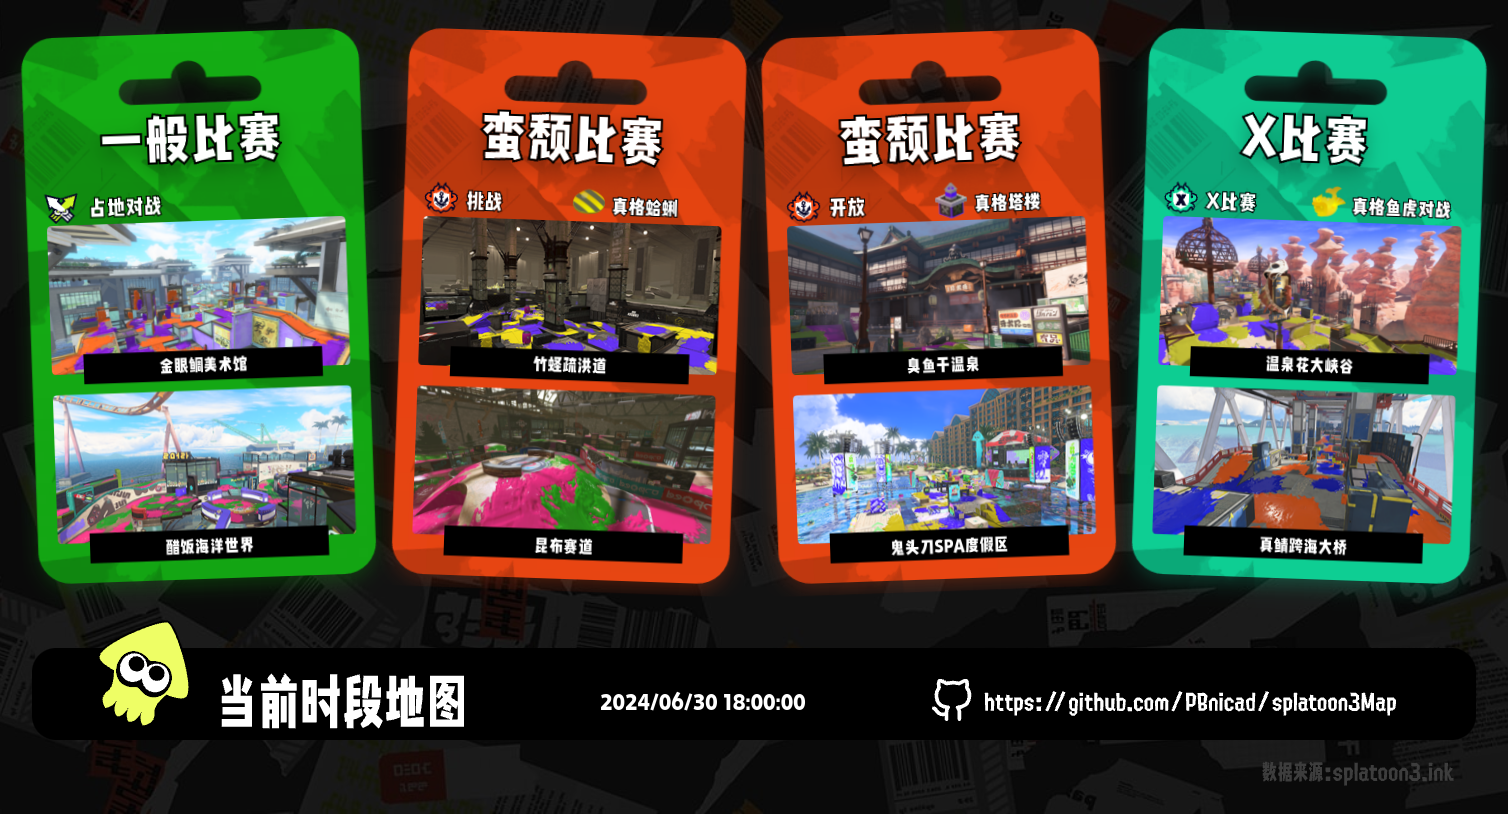 一般比赛
占地对战
金眼鲷美术馆
醋饭海洋世界
蛮颓比赛
挑战
真格蛤蜊
竹蛏疏洪道
昆布赛道
蛮颓比赛
开放
真格塔楼
臭鱼干温泉
鬼头刀SPA度假区
X比赛
X比赛
真格鱼虎对战
温泉花大峡谷
真鲭跨海大桥
当前时段地图
2024/06/30 18:00:00
https://github.com/PBnicad/splatoon3Map
数据来源:splatoon3.ink